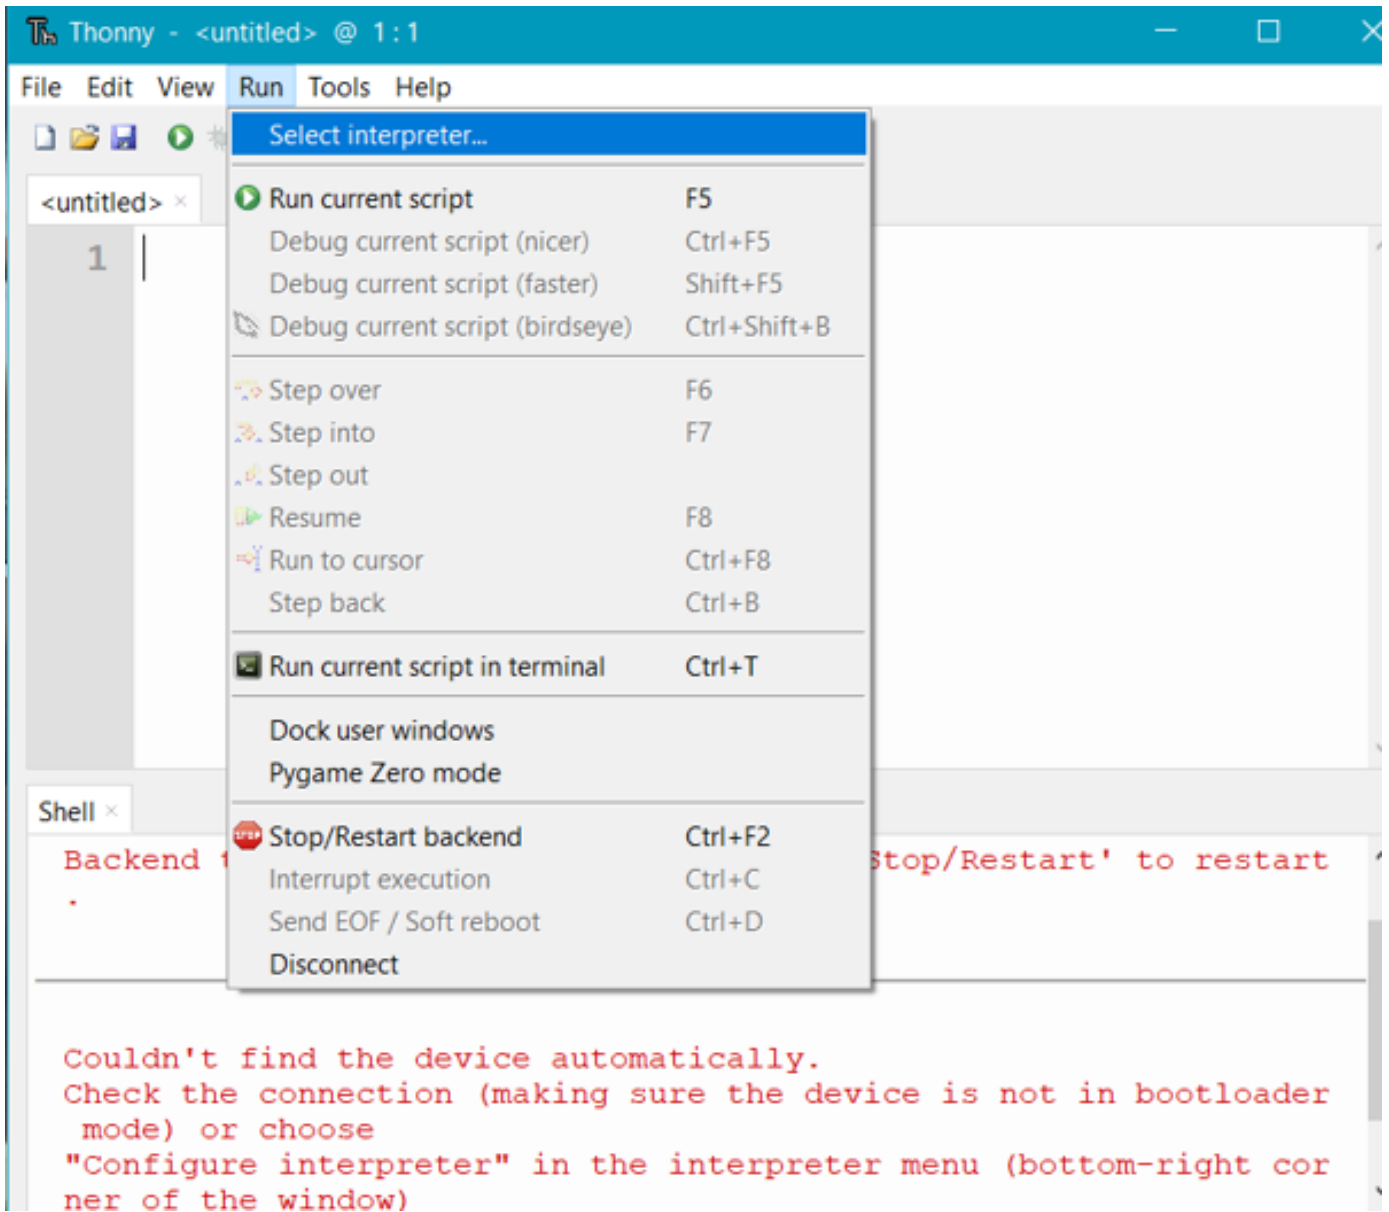 Thonny - <untitled> @ 1:1
File Edit View Run Tools Help
Select interpreter...
<untitled> ×
Run current script F5
1
Debug current script (nicer) Ctrl+F5
Debug current script (faster) Shift+F5
Debug current script (birdseye) Ctrl+Shift+B
Step over F6
Step into F7
Step out
Resume F8
Run to cursor Ctrl+F8
Step back Ctrl+B
Run current script in terminal Ctrl+T
Dock user windows
Pygame Zero mode
Shell ×
STOP Stop/Restart backend Ctrl+F2
Backend Stop/Restart' to restart
.
Interrupt execution Ctrl+C
Send EOF / Soft reboot Ctrl+D
Disconnect
Couldn't find the device automatically.
Check the connection (making sure the device is not in bootloader
mode) or choose
"Configure interpreter" in the interpreter menu (bottom-right cor
ner of the window)